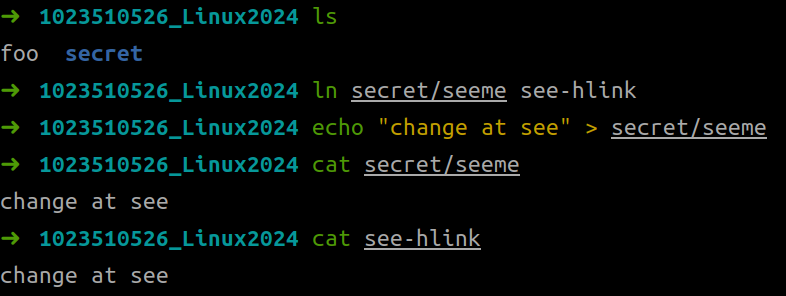 ➜ 1023510526_Linux2024 ls
foo  secret
➜ 1023510526_Linux2024 ln secret/seeme see-hlink
➜ 1023510526_Linux2024 echo "change at see" > secret/seeme
➜ 1023510526_Linux2024 cat secret/seeme
change at see
➜ 1023510526_Linux2024 cat see-hlink
change at see